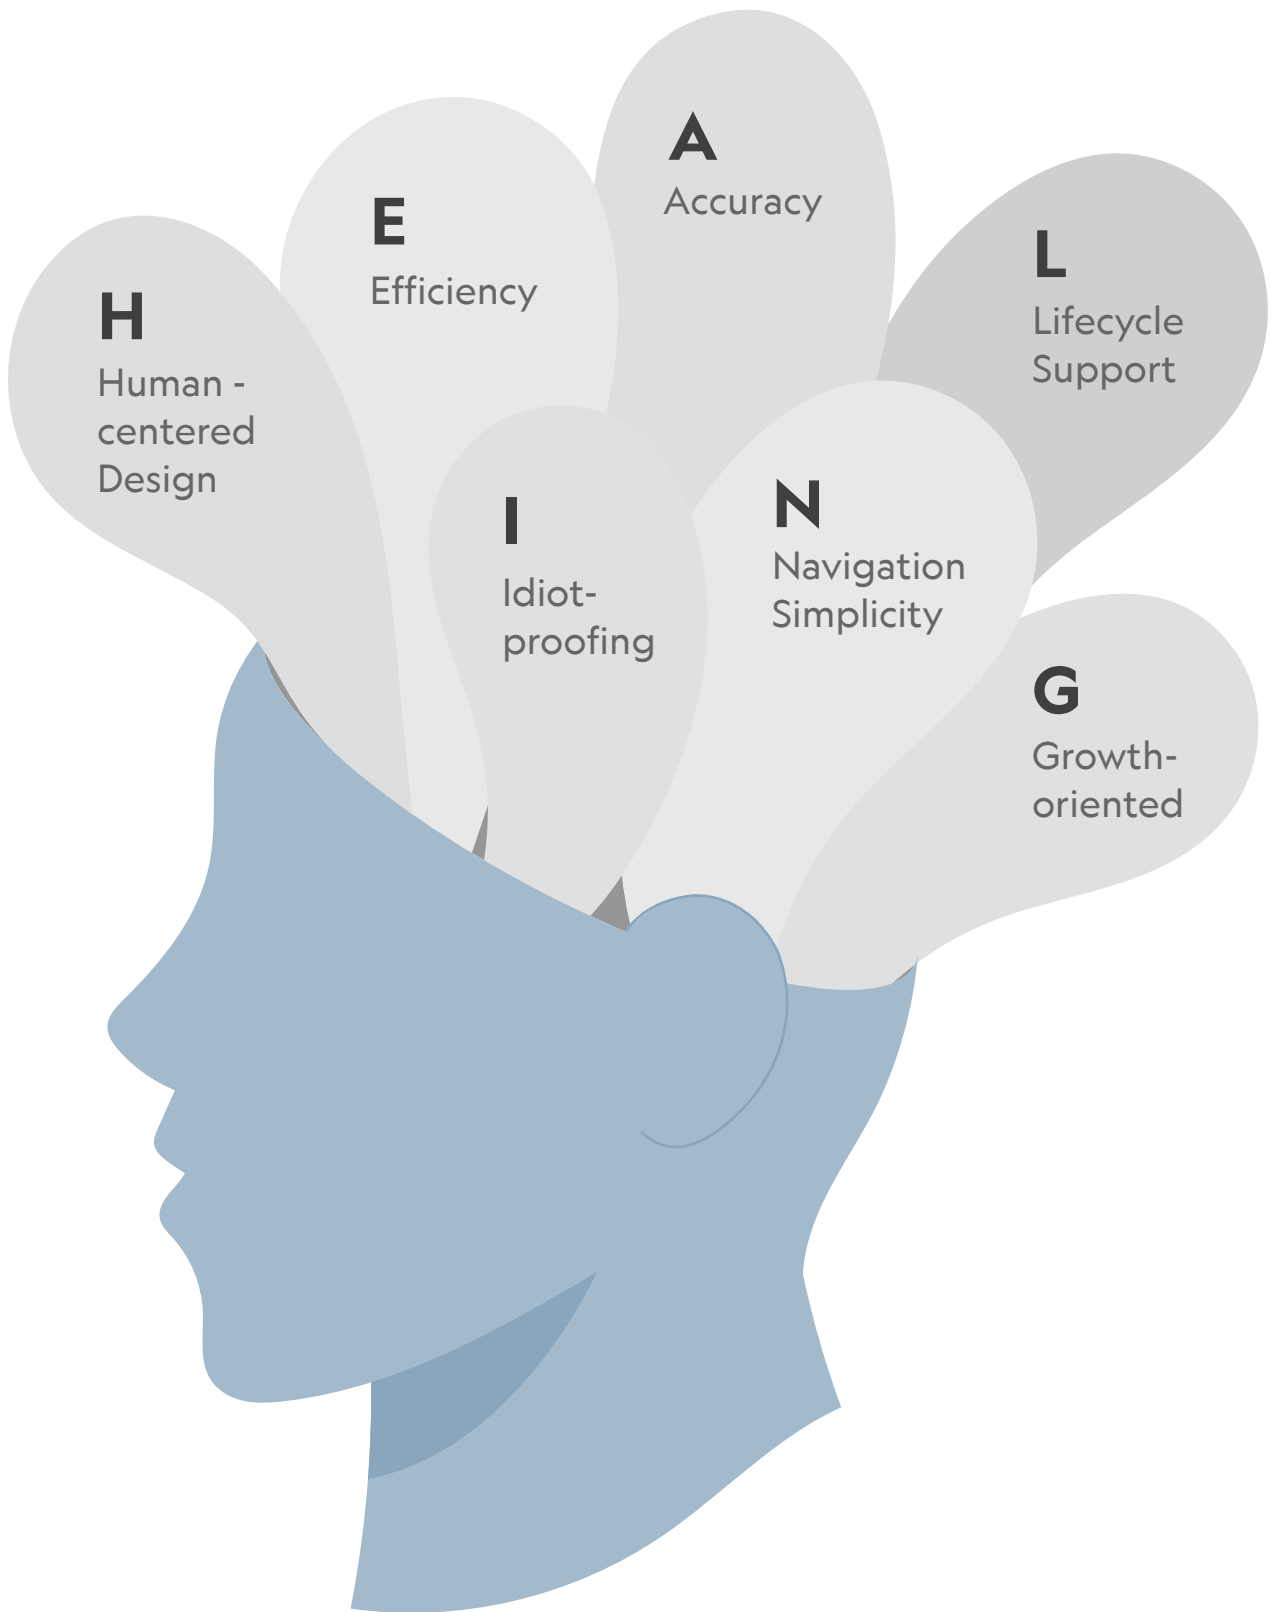 H
Human -
centered
Design
E
Efficiency
A
Accuracy
L
Lifecycle
Support
I
Idiot-
proofing
N
Navigation
Simplicity
G
Growth-
oriented